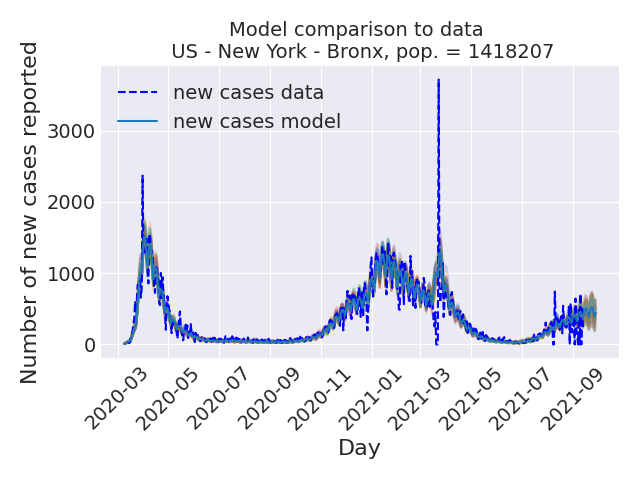 Model comparison to data
US - New York - Bronx, pop. = 1418207
new cases data
new cases model
Number of new cases reported
3000
2000
1000
0
2020-03
2020-05
2020-07
2020-09
2020-11
2021-01
2021-03
2021-05
2021-07
2021-09
Day